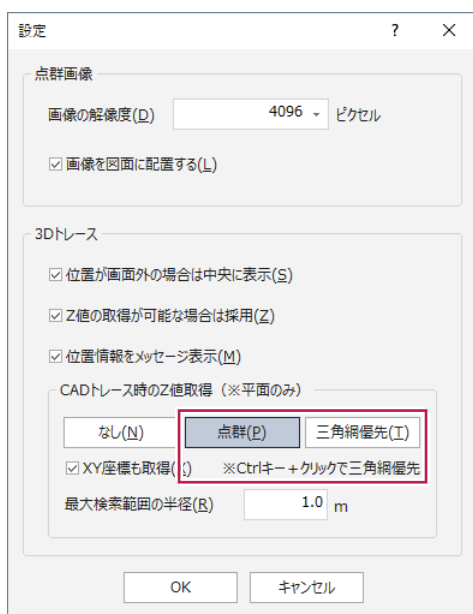 設定 ?
点群画像
画像の解像度(D) 4096 ピクセル
画像を図面に配置する(L)
3Dトレース
位置が画面外の場合は中央に表示(S)
Z値の取得が可能な場合は採用(Z)
位置情報をメッセージ表示(M)
CADトレース時のZ値取得（※平面のみ）
なし(N) 点群(P) 三角網優先(T)
XY座標も取得( ) ※Ctrlキー＋クリックで三角網優先
最大検索範囲の半径(R) 1.0 m
OK キャンセル